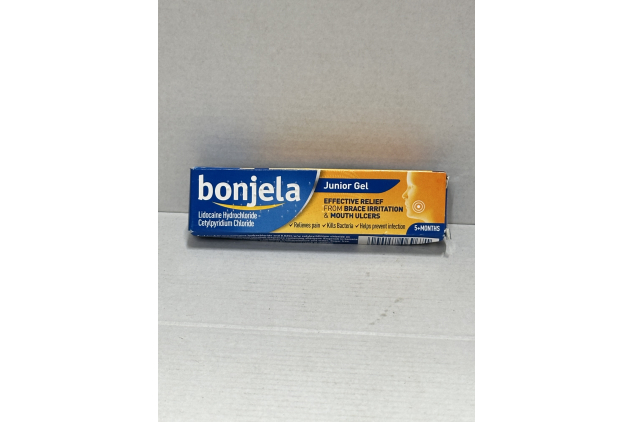 bonjela
Lidocaine Hydrochloride -
Cetylpyridium Chloride
Junior Gel
EFFECTIVE RELIEF
FROM BRACE IRRITATION
& MOUTH ULCERS
✓ Relieves pain ✓ Kills Bacteria ✓ Helps prevent infection
5+MONTHS